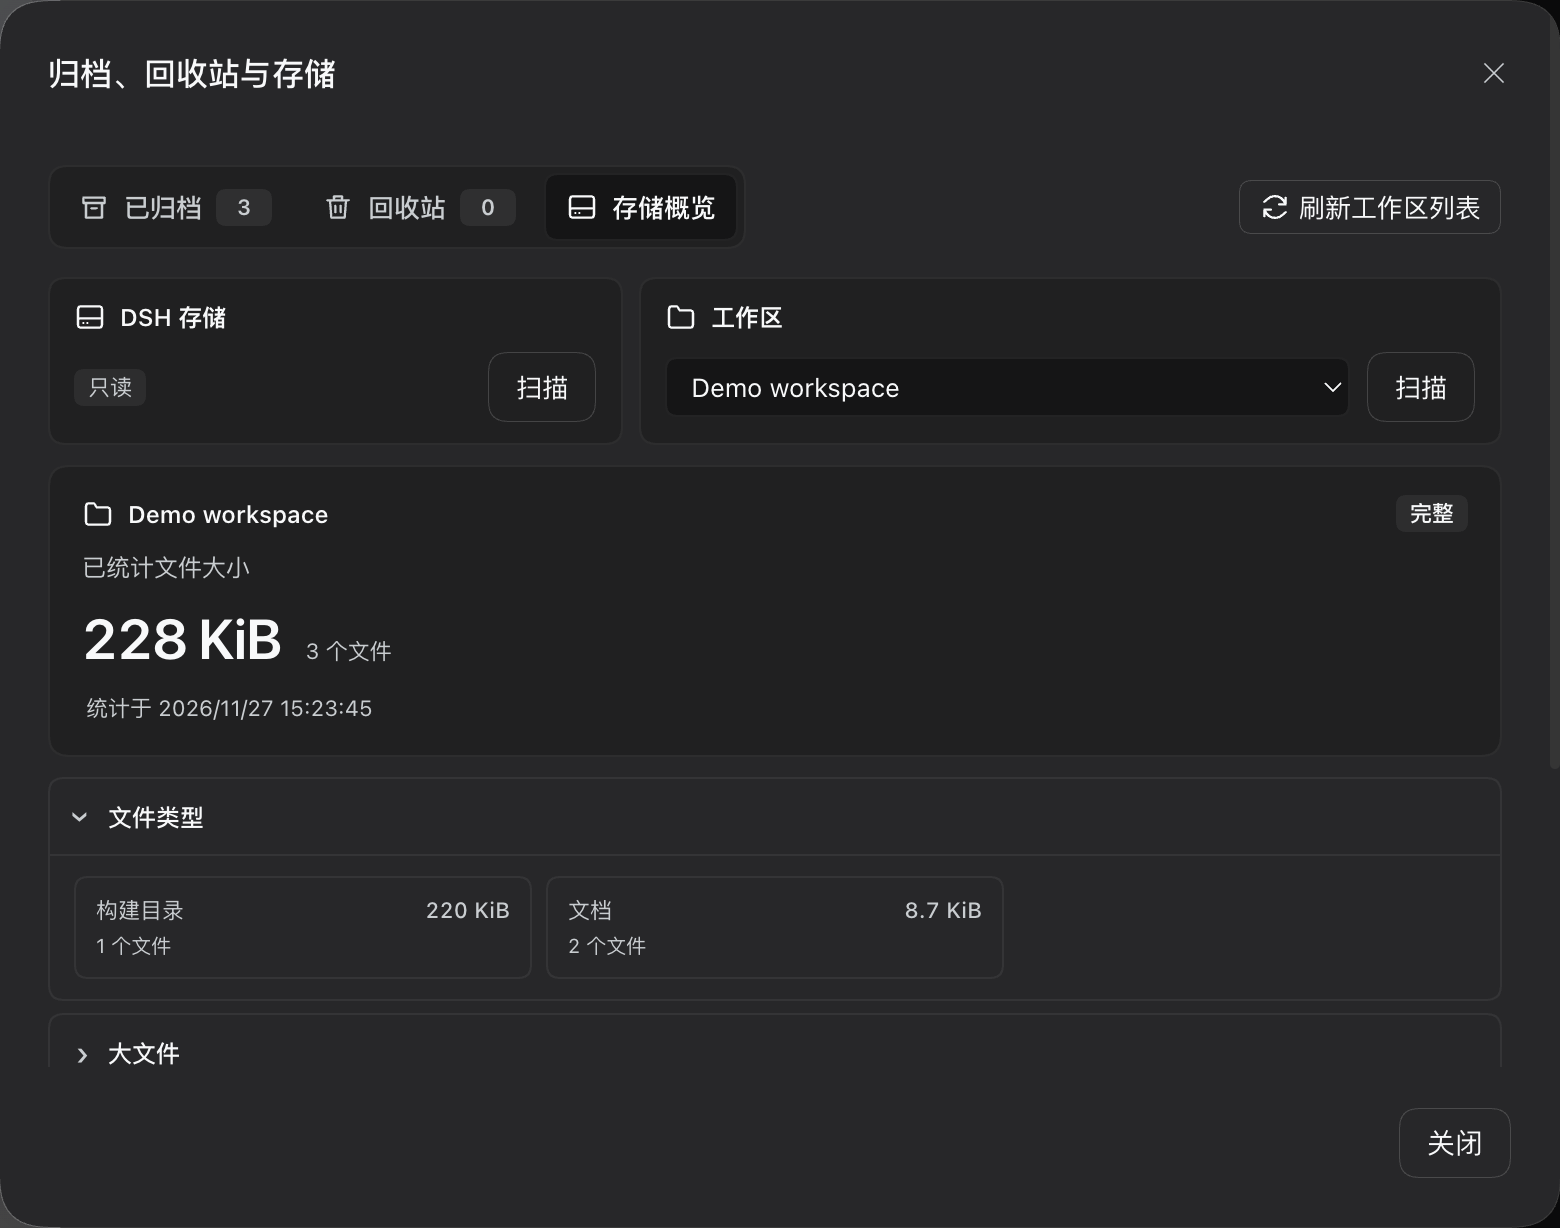 归档、回收站与存储
已归档 3 回收站 0 存储概览 刷新工作区列表
DSH 存储
只读 扫描
工作区
Demo workspace 扫描
Demo workspace 完整
已统计文件大小
228 KiB 3 个文件
统计于 2026/11/27 15:23:45
文件类型
构建目录 220 KiB
1 个文件
文档 8.7 KiB
2 个文件
大文件
关闭